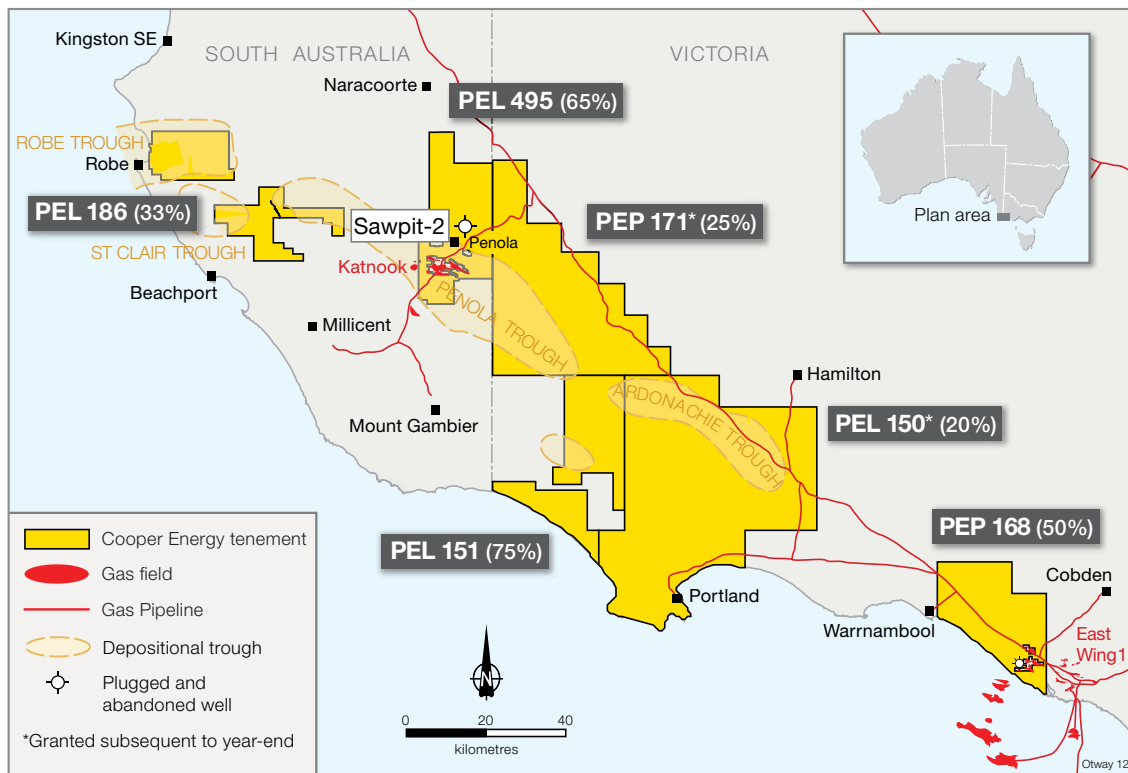 Kingston SE
SOUTH AUSTRALIA
VICTORIA
Naracoorte
PEL 495 (65%)
ROBE TROUGH
Robe
PEL 186 (33%)
Sawpit-2
PEP 171* (25%)
Plan area
ST CLAIR TROUGH
Penola
Katnook
Beachport
PENOLA TROUGH
Millicent
Hamilton
ARDONACHIE TROUGH
Mount Gambier
PEL 150* (20%)
PEL 151 (75%)
PEP 168 (50%)
Cobden
Portland
Warrnambool
East
Wing1
Cooper Energy tenement
Gas field
Gas Pipeline
Depositional trough
Plugged and
abandoned well
*Granted subsequent to year-end
N
0 20 40
kilometres
Otway 12